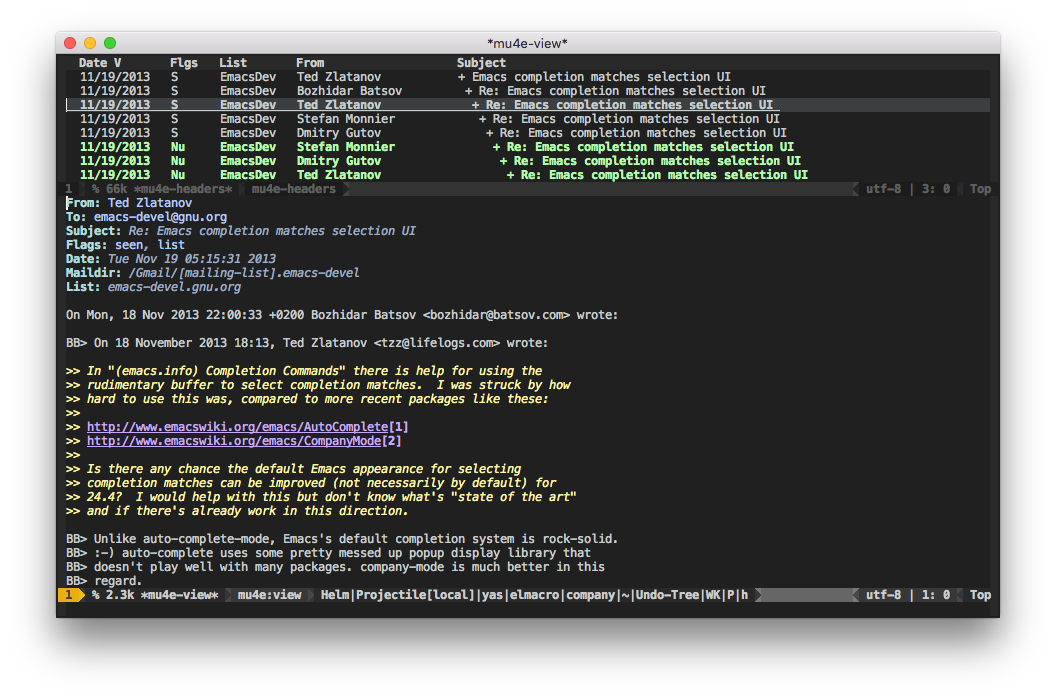 *mu4e-view*
Date V Flgs List From Subject
11/19/2013 S EmacsDev Ted Zlatanov + Emacs completion matches selection UI
11/19/2013 S EmacsDev Bozhidar Batsov + Re: Emacs completion matches selection UI
11/19/2013 S EmacsDev Ted Zlatanov + Re: Emacs completion matches selection UI
11/19/2013 S EmacsDev Stefan Monnier + Re: Emacs completion matches selection UI
11/19/2013 S EmacsDev Dmitry Gutov + Re: Emacs completion matches selection UI
11/19/2013 Nu EmacsDev Stefan Monnier + Re: Emacs completion matches selection UI
11/19/2013 Nu EmacsDev Dmitry Gutov + Re: Emacs completion matches selection UI
11/19/2013 Nu EmacsDev Ted Zlatanov + Re: Emacs completion matches selection UI
1 % 66k *mu4e-headers* mu4e-headers utf-8 | 3: 0 Top
From: Ted Zlatanov
To: emacs-devel@gnu.org
Subject: Re: Emacs completion matches selection UI
Flags: seen, list
Date: Tue Nov 19 05:15:31 2013
Maildir: /Gmail/[mailing-list].emacs-devel
List: emacs-devel.gnu.org
On Mon, 18 Nov 2013 22:00:33 +0200 Bozhidar Batsov <bozhidar@batsov.com> wrote:
BB> On 18 November 2013 18:13, Ted Zlatanov <tzz@lifelogs.com> wrote:
>> In "(emacs.info) Completion Commands" there is help for using the
>> rudimentary buffer to select completion matches.  I was struck by how
>> hard to use this was, compared to more recent packages like these:
>>
>> http://www.emacswiki.org/emacs/AutoComplete[1]
>> http://www.emacswiki.org/emacs/CompanyMode[2]
>>
>> Is there any chance the default Emacs appearance for selecting
>> completion matches can be improved (not necessarily by default) for
>> 24.4?  I would help with this but don't know what's "state of the art"
>> and if there's already work in this direction.
BB> Unlike auto-complete-mode, Emacs's default completion system is rock-solid.
BB> :-) auto-complete uses some pretty messed up popup display library that
BB> doesn't play well with many packages. company-mode is much better in this
BB> regard.
1 % 2.3k *mu4e-view* mu4e:view Helm|Projectile[local]|yas|elmacro|company|~|Undo-Tree|WK|P|h utf-8 | 1: 0 Top